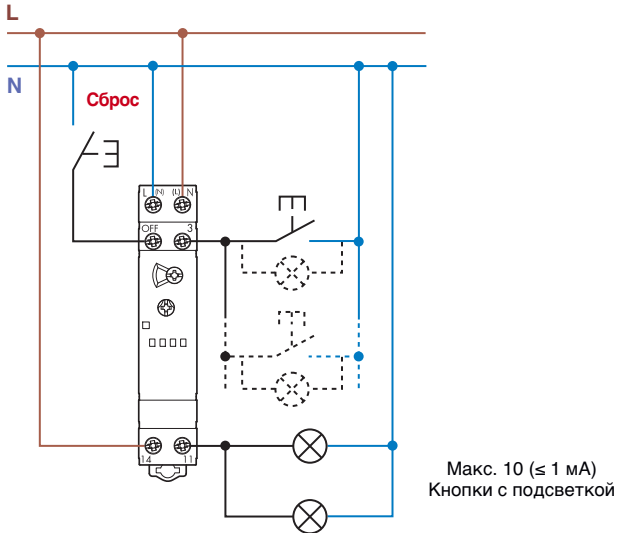 L
N
Сброс
L (N) (L) N
OFF 3
14 11
Макс. 10 (≤ 1 мА)
Кнопки с подсветкой